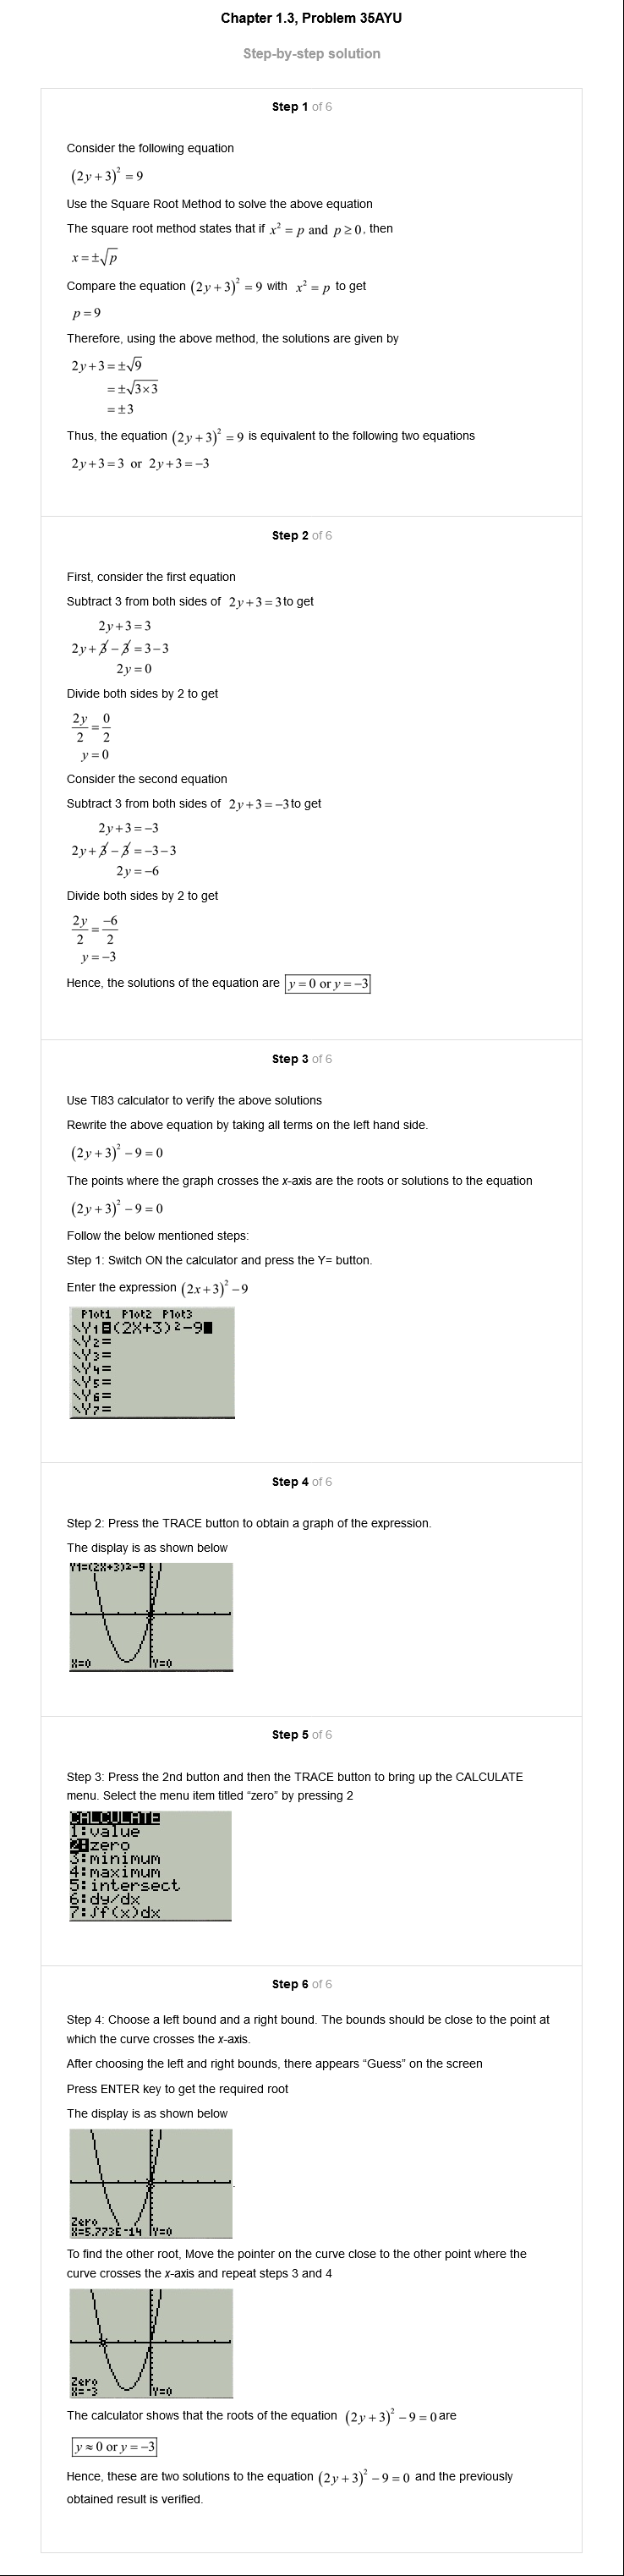 Chapter 1.3, Problem 35AYU
Step-by-step solution
Step 1 of 6
Consider the following equation
(2y+3)² = 9
Use the Square Root Method to solve the above equation
The square root method states that if x² = p and p ≥ 0, then
x = ±√p
Compare the equation (2y+3)² = 9 with x² = p to get
p = 9
Therefore, using the above method, the solutions are given by
2y+3 = ±√9
= ±√3×3
= ±3
Thus, the equation (2y+3)² = 9 is equivalent to the following two equations
2y+3 = 3 or 2y+3 = −3
Step 2 of 6
First, consider the first equation
Subtract 3 from both sides of 2y+3 = 3 to get
2y+3 = 3
2y+3−3 = 3−3
2y = 0
Divide both sides by 2 to get
2y/2 = 0/2
y = 0
Consider the second equation
Subtract 3 from both sides of 2y+3 = −3 to get
2y+3 = −3
2y+3−3 = −3−3
2y = −6
Divide both sides by 2 to get
2y/2 = −6/2
y = −3
Hence, the solutions of the equation are y = 0 or y = −3
Step 3 of 6
Use TI83 calculator to verify the above solutions
Rewrite the above equation by taking all terms on the left hand side.
(2y+3)² − 9 = 0
The points where the graph crosses the x-axis are the roots or solutions to the equation
(2y+3)² − 9 = 0
Follow the below mentioned steps:
Step 1: Switch ON the calculator and press the Y= button.
Enter the expression (2x+3)² − 9
Plot1 Plot2 Plot3
\Y1=(2X+3)²-9
\Y2=
\Y3=
\Y4=
\Y5=
\Y6=
\Y7=
Step 4 of 6
Step 2: Press the TRACE button to obtain a graph of the expression.
The display is as shown below
Y1=(2X+3)²-9
X=0 Y=0
Step 5 of 6
Step 3: Press the 2nd button and then the TRACE button to bring up the CALCULATE
menu. Select the menu item titled “zero” by pressing 2
CALCULATE
1:value
2:zero
3:minimum
4:maximum
5:intersect
6:dy/dx
7:∫f(x)dx
Step 6 of 6
Step 4: Choose a left bound and a right bound. The bounds should be close to the point at
which the curve crosses the x-axis.
After choosing the left and right bounds, there appears “Guess” on the screen
Press ENTER key to get the required root
The display is as shown below
Zero
X=5.773E-14 Y=0
To find the other root, Move the pointer on the curve close to the other point where the
curve crosses the x-axis and repeat steps 3 and 4
Zero
X=-3 Y=0
The calculator shows that the roots of the equation (2y+3)² − 9 = 0 are
y ≈ 0 or y = −3
Hence, these are two solutions to the equation (2y+3)² − 9 = 0 and the previously
obtained result is verified.